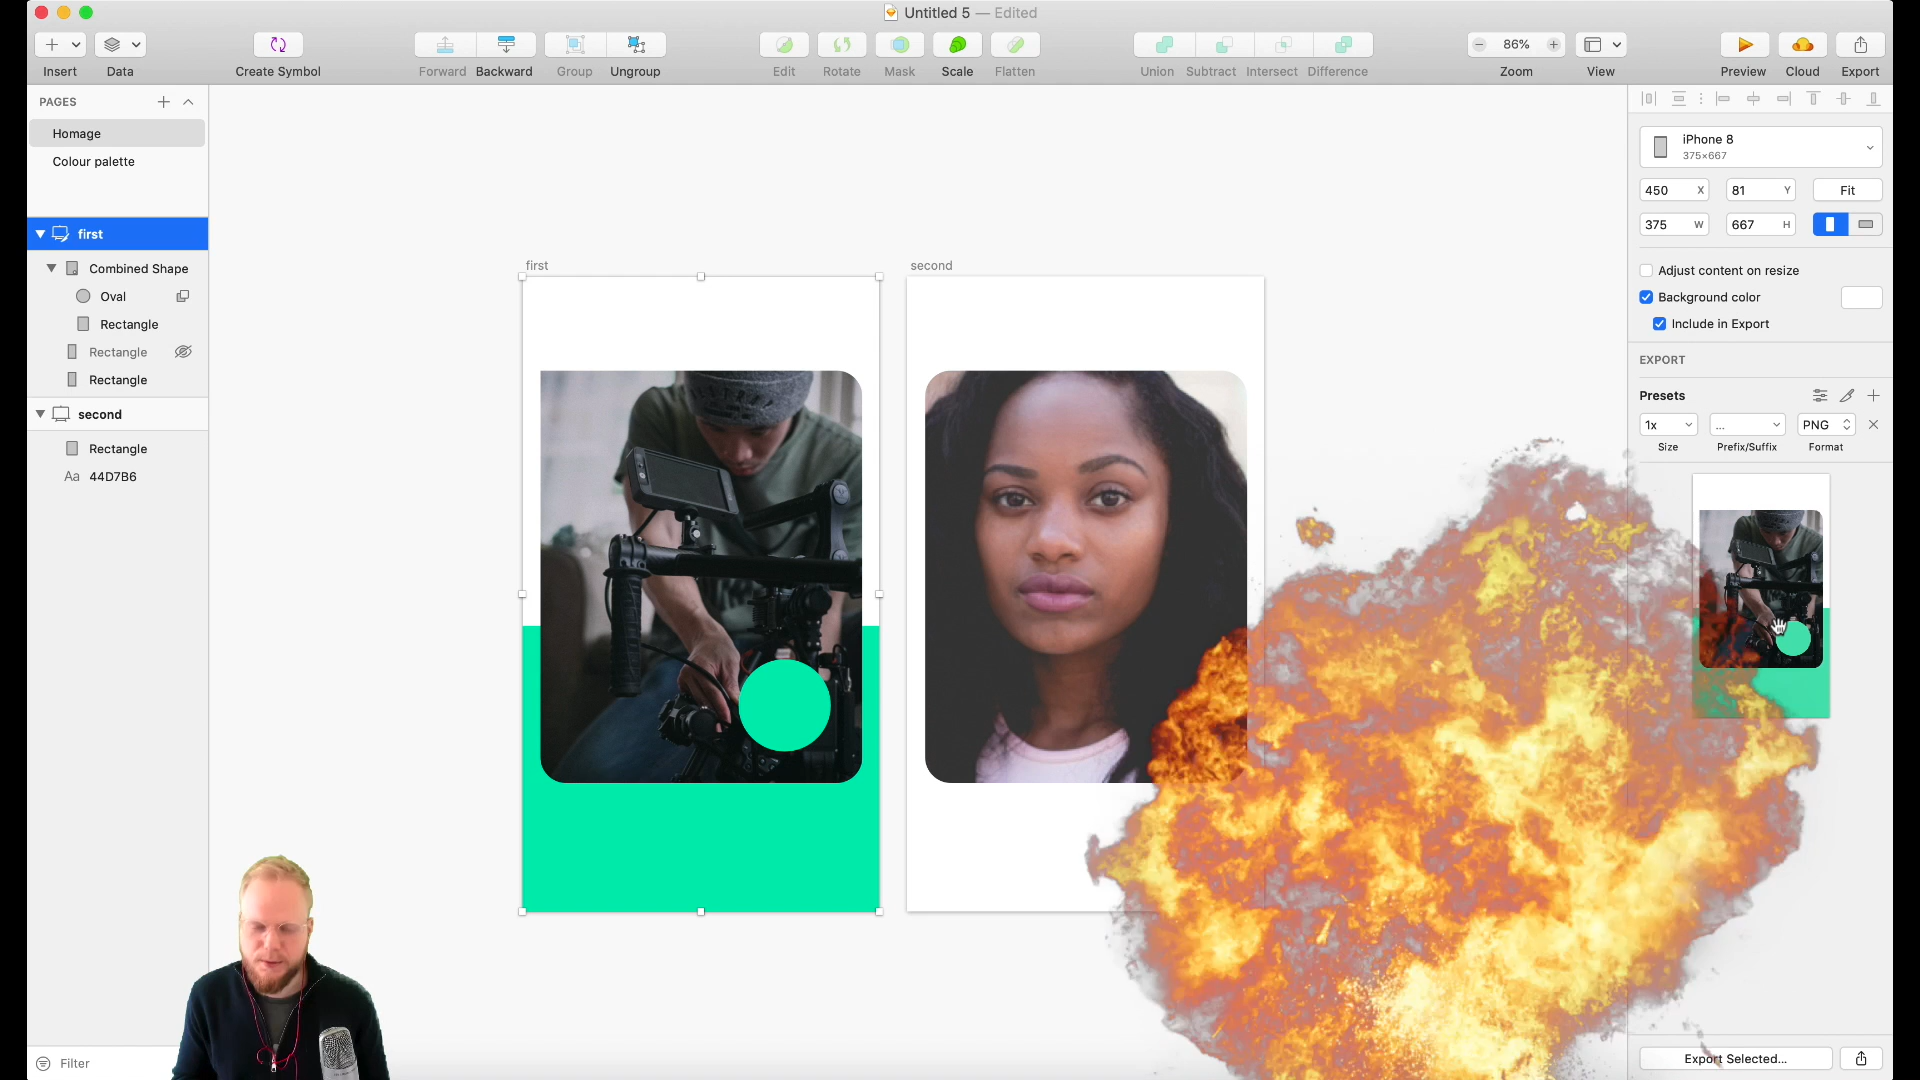 Untitled 5 — Edited
Insert
Data
Create Symbol
Forward
Backward
Group
Ungroup
Edit
Rotate
Mask
Scale
Flatten
Union
Subtract
Intersect
Difference
86%
Zoom
View
Preview
Cloud
Export
PAGES
Homage
Colour palette
first
Combined Shape
Oval
Rectangle
Rectangle
Rectangle
second
Rectangle
Aa 44D7B6
Filter
first
second
iPhone 8
375×667
450 X
81 Y
Fit
375 W
667 H
Adjust content on resize
Background color
Include in Export
EXPORT
Presets
1x
...
PNG
Size
Prefix/Suffix
Format
Export Selected...